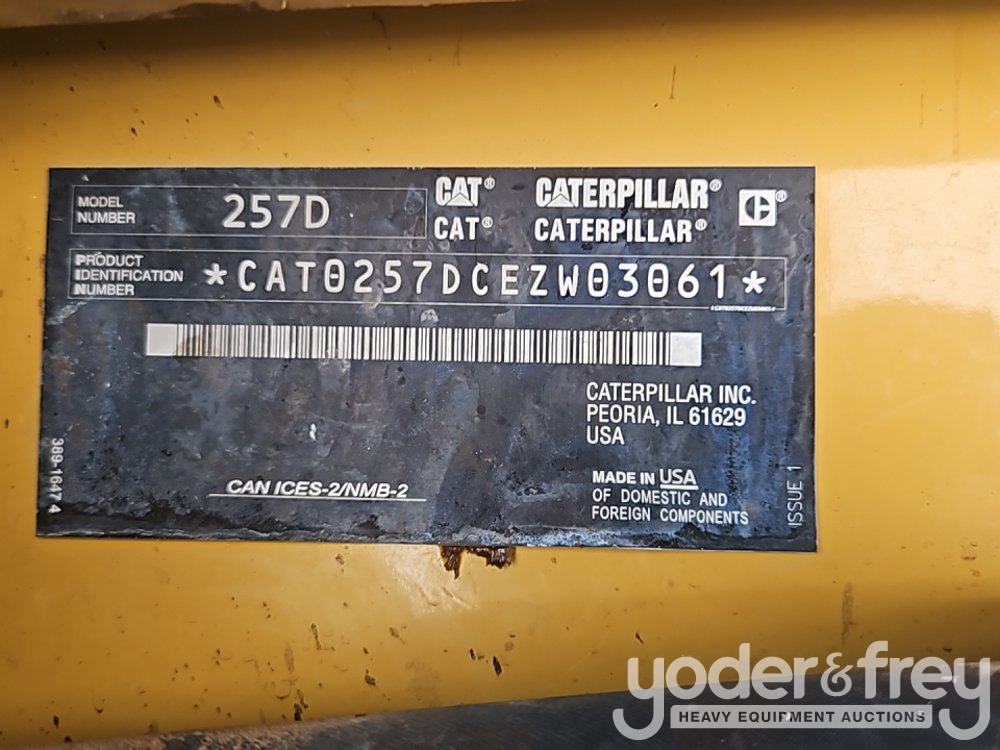 MODEL
NUMBER
257D
CAT® CATERPILLAR®
CAT® CATERPILLAR®
PRODUCT
IDENTIFICATION
NUMBER
*CAT0257DCEZW03061*
CATERPILLAR INC.
PEORIA, IL 61629
USA
389-1647 4
CAN ICES-2/NMB-2
MADE IN USA
OF DOMESTIC AND
FOREIGN COMPONENTS
ISSUE 1
yoder&frey
HEAVY EQUIPMENT AUCTIONS